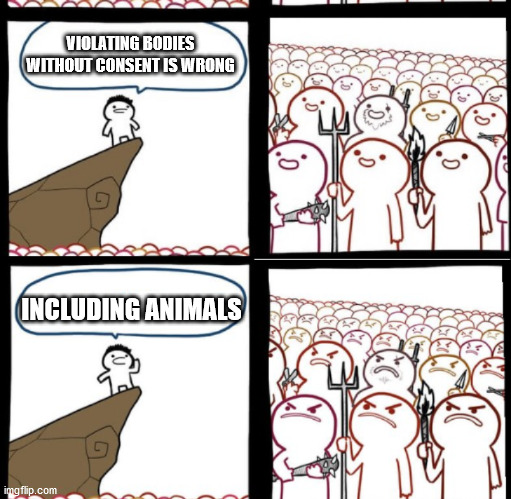 VIOLATING BODIES
WITHOUT CONSENT IS WRONG
INCLUDING ANIMALS
imgflip.com